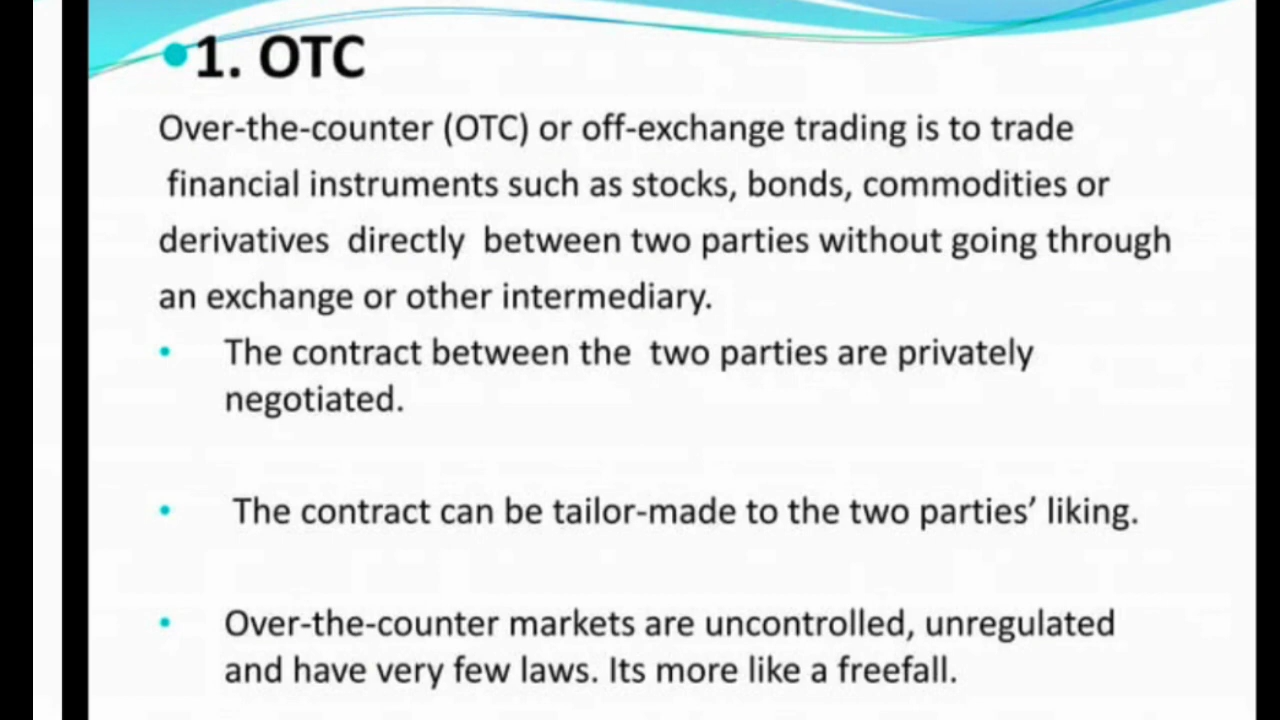 •1. OTC
Over-the-counter (OTC) or off-exchange trading is to trade
financial instruments such as stocks, bonds, commodities or
derivatives directly between two parties without going through
an exchange or other intermediary.
• The contract between the two parties are privately
negotiated.
• The contract can be tailor-made to the two parties’ liking.
• Over-the-counter markets are uncontrolled, unregulated
and have very few laws. Its more like a freefall.